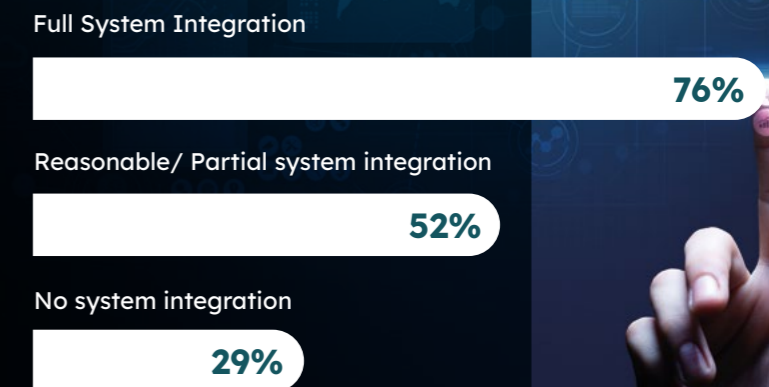 Full System Integration
76%
Reasonable/ Partial system integration
52%
No system integration
29%